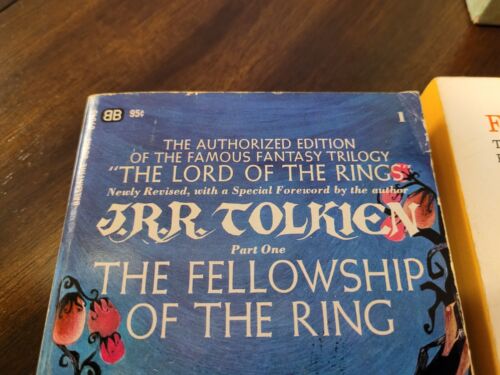 BB 95¢ 1
THE AUTHORIZED EDITION
OF THE FAMOUS FANTASY TRILOGY
"THE LORD OF THE RINGS"
Newly Revised, with a Special Foreword by the author
J.R.R. TOLKIEN
Part One
THE FELLOWSHIP
OF THE RING